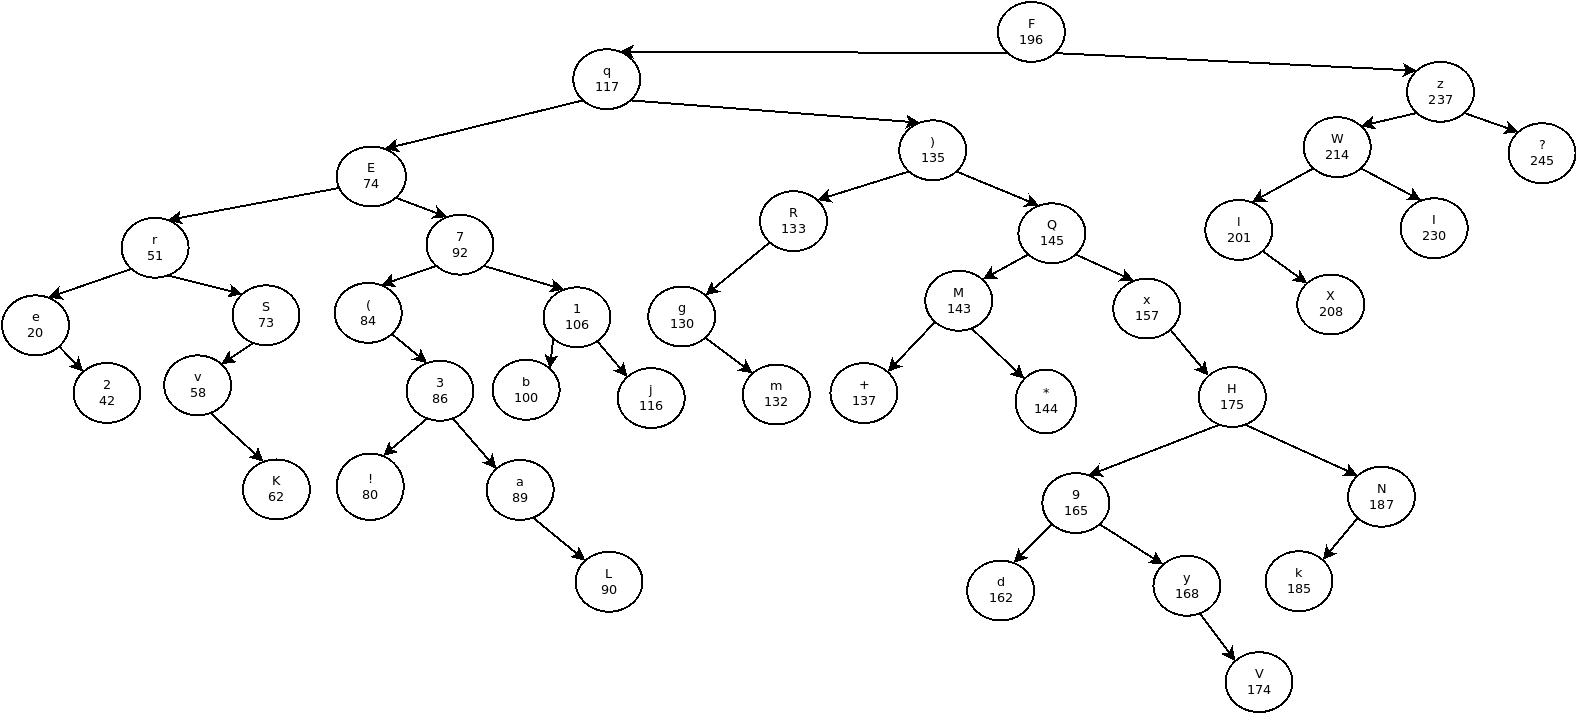 F
196
q
117
z
237
)
135
W
214
?
245
E
74
R
133
Q
145
I
201
l
230
r
51
7
92
e
20
S
73
(
84
1
106
g
130
M
143
x
157
X
208
2
42
v
58
3
86
b
100
j
116
m
132
+
137
*
144
H
175
K
62
!
80
a
89
9
165
N
187
L
90
d
162
y
168
k
185
V
174